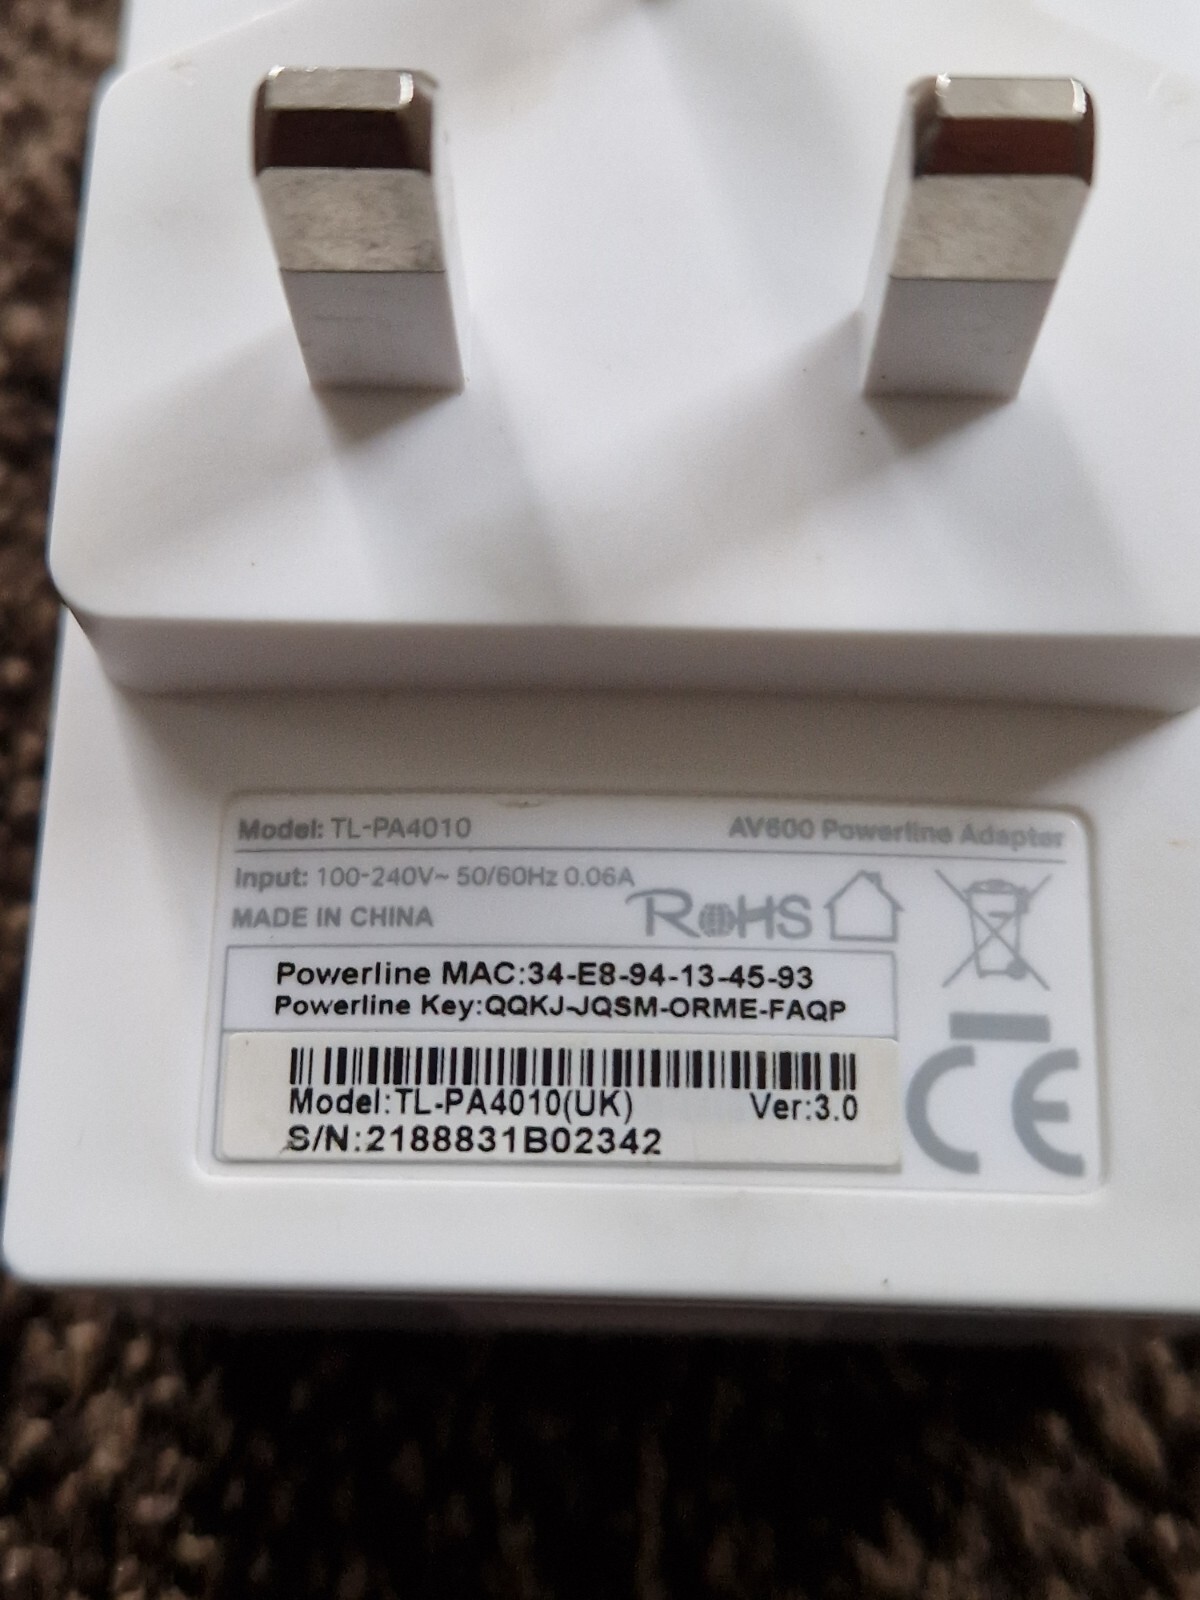 Model: TL-PA4010
AV600 Powerline Adapter
Input: 100-240V~ 50/60Hz 0.06A
MADE IN CHINA
RoHS
Powerline MAC:34-E8-94-13-45-93
Powerline Key:QQKJ-JQSM-ORME-FAQP
Model:TL-PA4010(UK) Ver:3.0
S/N:2188831B02342
CE